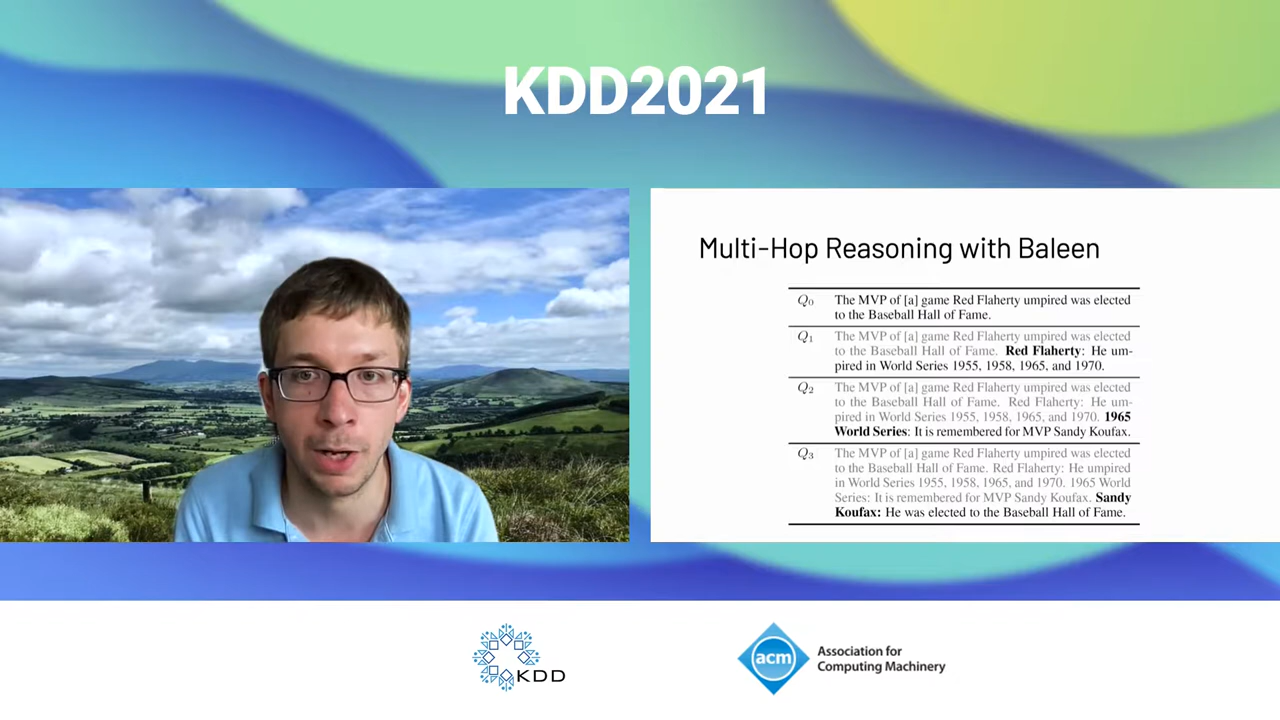 KDD2021
Multi-Hop Reasoning with Baleen
Q0 The MVP of [a] game Red Flaherty umpired was elected
to the Baseball Hall of Fame.
Q1 The MVP of [a] game Red Flaherty umpired was elected
to the Baseball Hall of Fame. Red Flaherty: He um-
pired in World Series 1955, 1958, 1965, and 1970.
Q2 The MVP of [a] game Red Flaherty umpired was elected
to the Baseball Hall of Fame. Red Flaherty: He um-
pired in World Series 1955, 1958, 1965, and 1970. 1965
World Series: It is remembered for MVP Sandy Koufax.
Q3 The MVP of [a] game Red Flaherty umpired was elected
to the Baseball Hall of Fame. Red Flaherty: He umpired
in World Series 1955, 1958, 1965, and 1970. 1965 World
Series: It is remembered for MVP Sandy Koufax. Sandy
Koufax: He was elected to the Baseball Hall of Fame.
KDD
acm
Association for
Computing Machinery